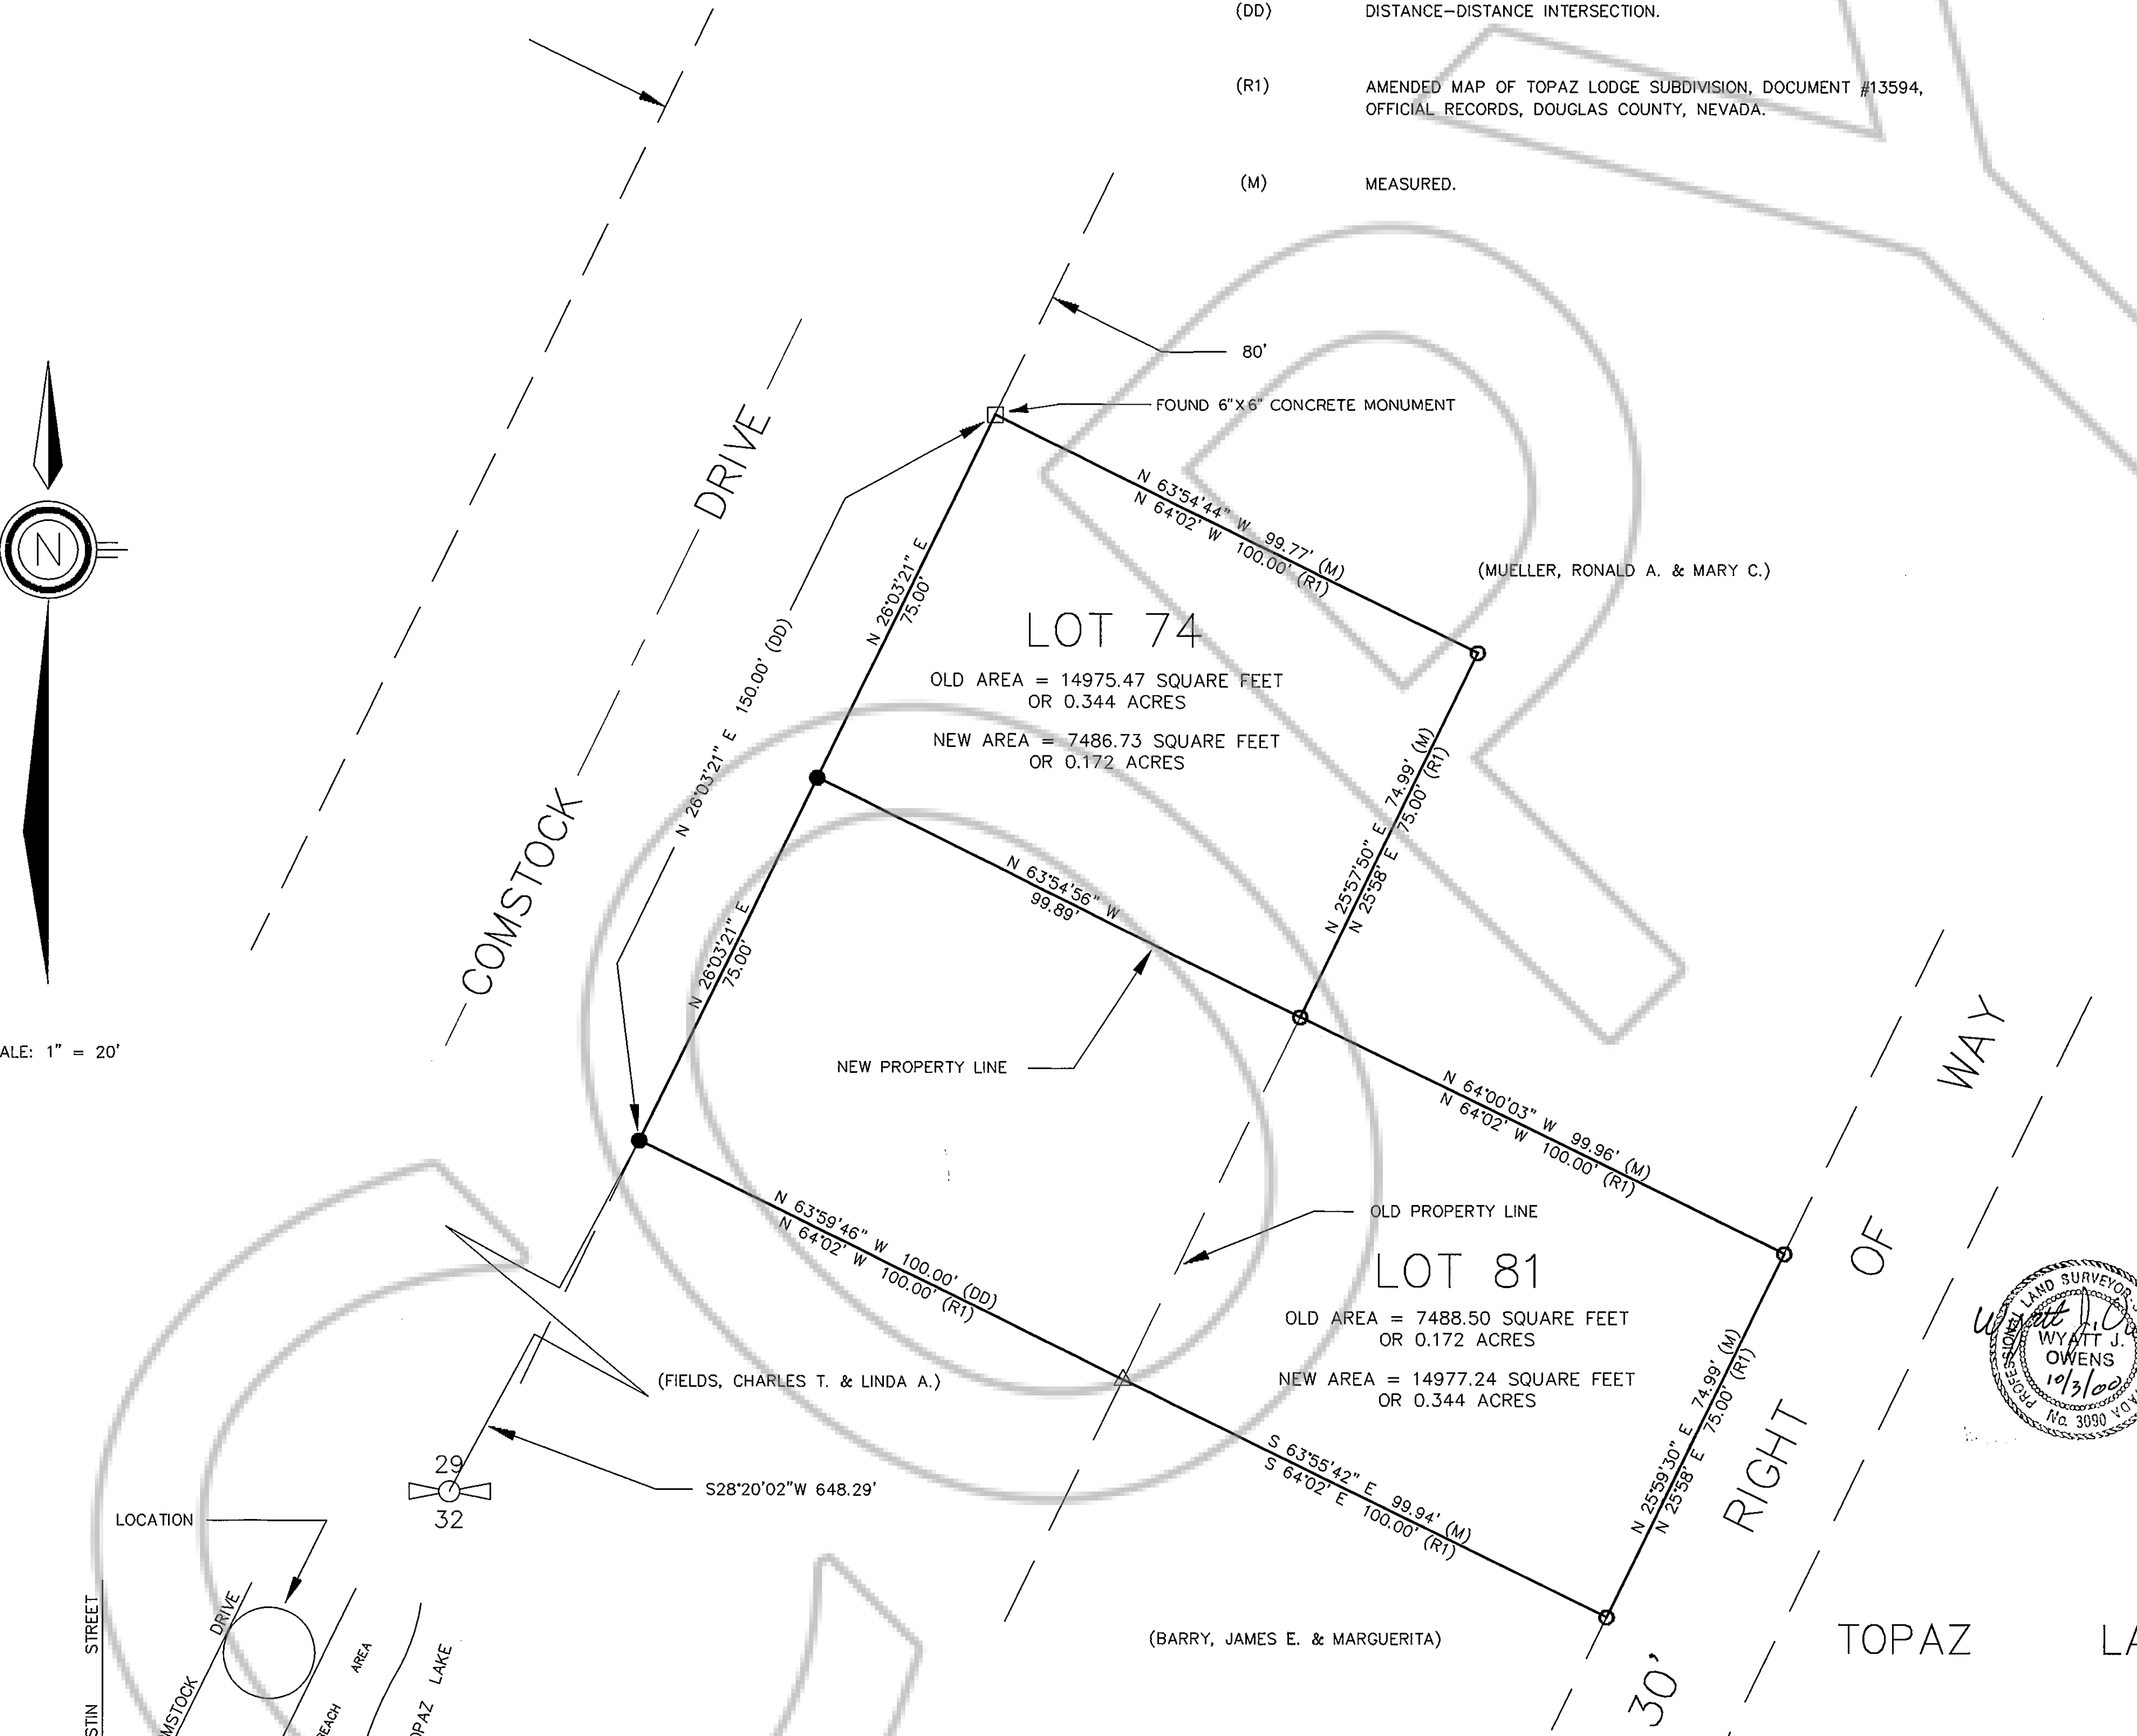 (DD) DISTANCE-DISTANCE INTERSECTION.
(R1) AMENDED MAP OF TOPAZ LODGE SUBDIVISION, DOCUMENT #13594,
OFFICIAL RECORDS, DOUGLAS COUNTY, NEVADA.
(M) MEASURED.
80'
FOUND 6"X6" CONCRETE MONUMENT
COMSTOCK DRIVE
N
ALE: 1" = 20'
N 63°54'44" W 99.77' (M)
N 64°02' W 100.00' (R1)
(MUELLER, RONALD A. & MARY C.)
N 26°03'21" E
75.00'
N 26°03'21" E 150.00' (DD)
LOT 74
OLD AREA = 14975.47 SQUARE FEET
OR 0.344 ACRES
NEW AREA = 7486.73 SQUARE FEET
OR 0.172 ACRES
N 25°57'50" E 74.99' (M)
N 25°58' E 75.00' (R1)
N 63°54'56" W
99.89'
N 26°03'21" E
75.00'
NEW PROPERTY LINE
N 64°00'03" W 99.96' (M)
N 64°02' W 100.00' (R1)
N 63°59'46" W 100.00' (DD)
N 64°02' W 100.00' (R1)
OLD PROPERTY LINE
LOT 81
OLD AREA = 7488.50 SQUARE FEET
OR 0.172 ACRES
NEW AREA = 14977.24 SQUARE FEET
OR 0.344 ACRES
(FIELDS, CHARLES T. & LINDA A.)
S 63°55'42" E 99.94' (M)
S 64°02' E 100.00' (R1)
N 25°59'30" E 74.99' (M)
N 25°58' E 75.00' (R1)
30' RIGHT OF WAY
PROFESSIONAL LAND SURVEYOR
WYATT J.
OWENS
10/3/00
No. 3090
29
32
S28°20'02"W 648.29'
LOCATION
(BARRY, JAMES E. & MARGUERITA)
TOPAZ LA
STIN STREET
MSTOCK DRIVE
EACH AREA
OPAZ LAKE
COPY